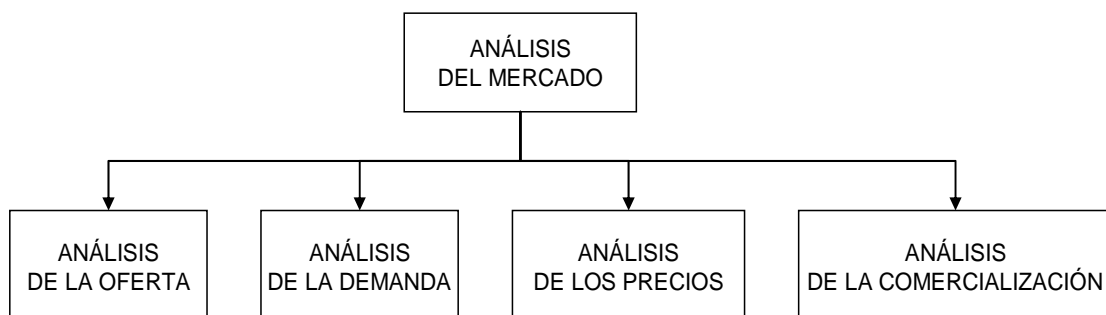 ANÁLISIS
DEL MERCADO
ANÁLISIS
DE LA OFERTA
ANÁLISIS
DE LA DEMANDA
ANÁLISIS
DE LOS PRECIOS
ANÁLISIS
DE LA COMERCIALIZACIÓN